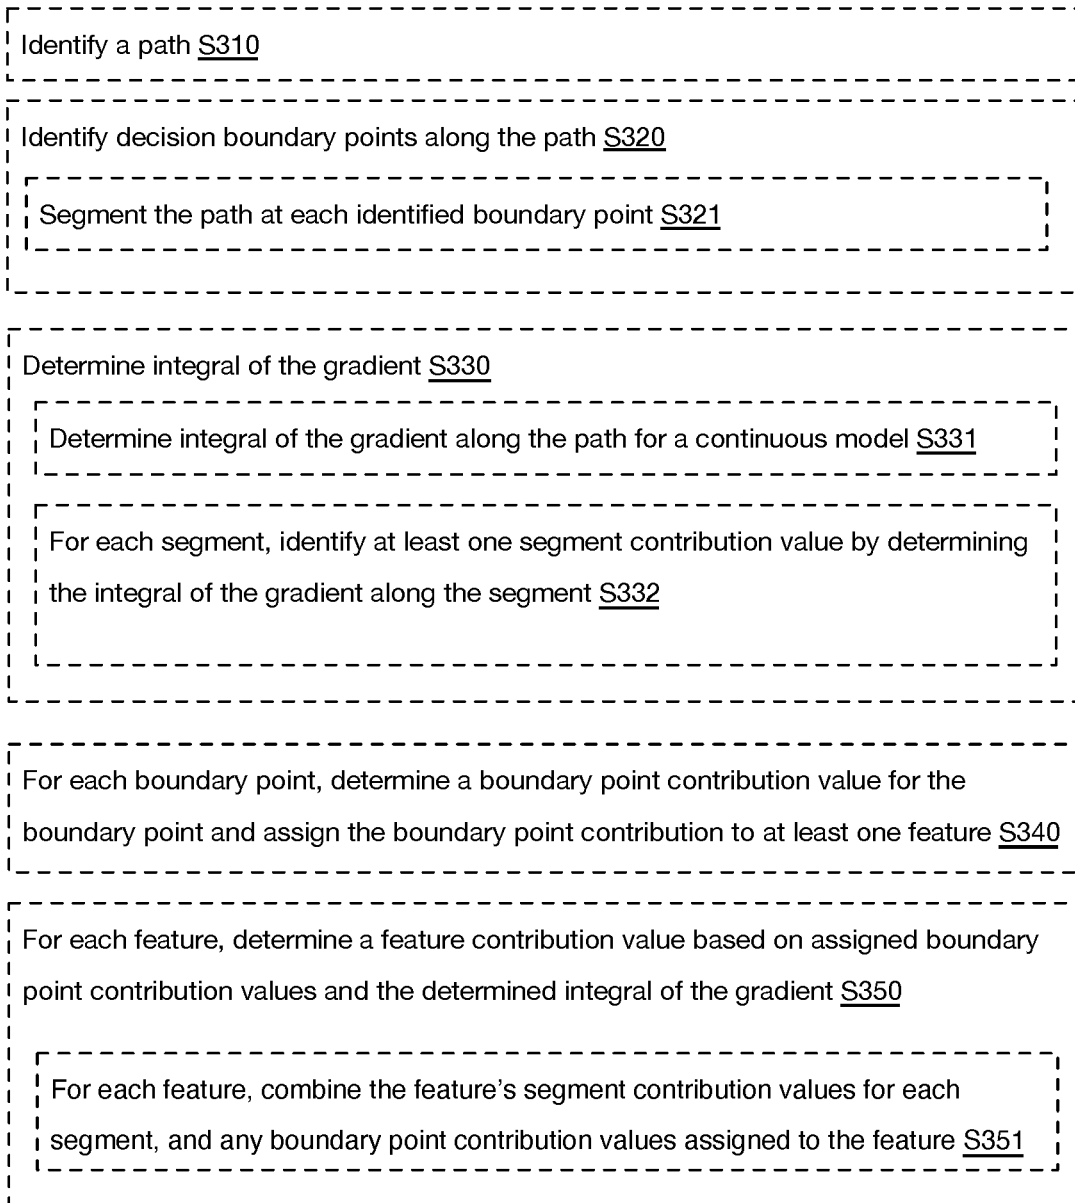 Identify a path S310
Identify decision boundary points along the path S320
Segment the path at each identified boundary point S321
Determine integral of the gradient S330
Determine integral of the gradient along the path for a continuous model S331
For each segment, identify at least one segment contribution value by determining
the integral of the gradient along the segment S332
For each boundary point, determine a boundary point contribution value for the
boundary point and assign the boundary point contribution to at least one feature S340
For each feature, determine a feature contribution value based on assigned boundary
point contribution values and the determined integral of the gradient S350
For each feature, combine the feature's segment contribution values for each
segment, and any boundary point contribution values assigned to the feature S351